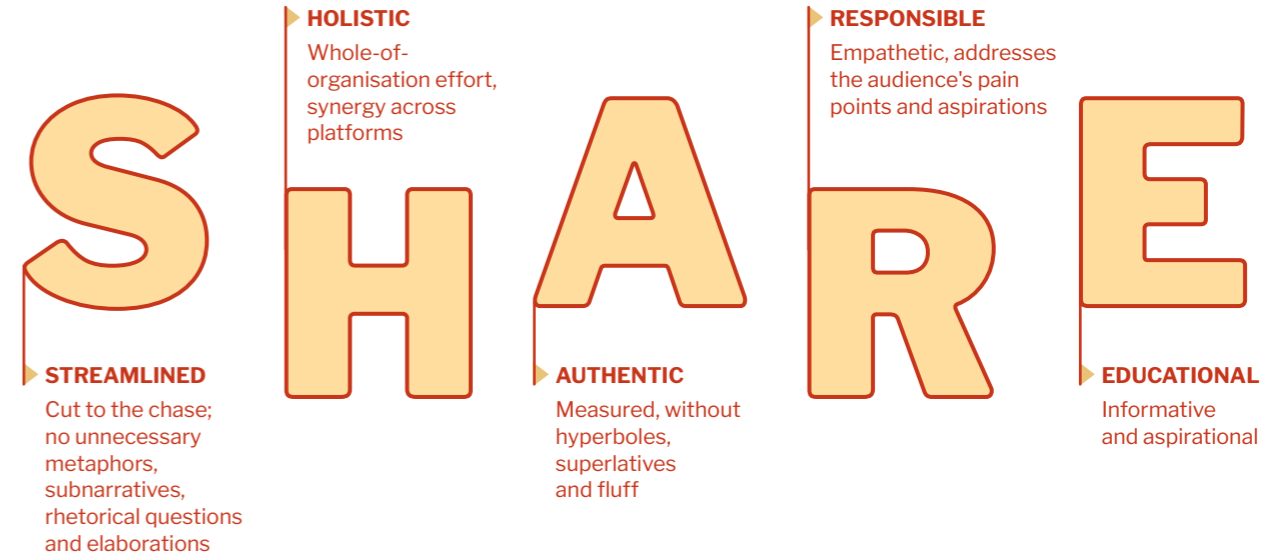 S
STREAMLINED
Cut to the chase;
no unnecessary
metaphors,
subnarratives,
rhetorical questions
and elaborations
H
HOLISTIC
Whole-of-
organisation effort,
synergy across
platforms
A
AUTHENTIC
Measured, without
hyperboles,
superlatives
and fluff
R
RESPONSIBLE
Empathetic, addresses
the audience's pain
points and aspirations
E
EDUCATIONAL
Informative
and aspirational